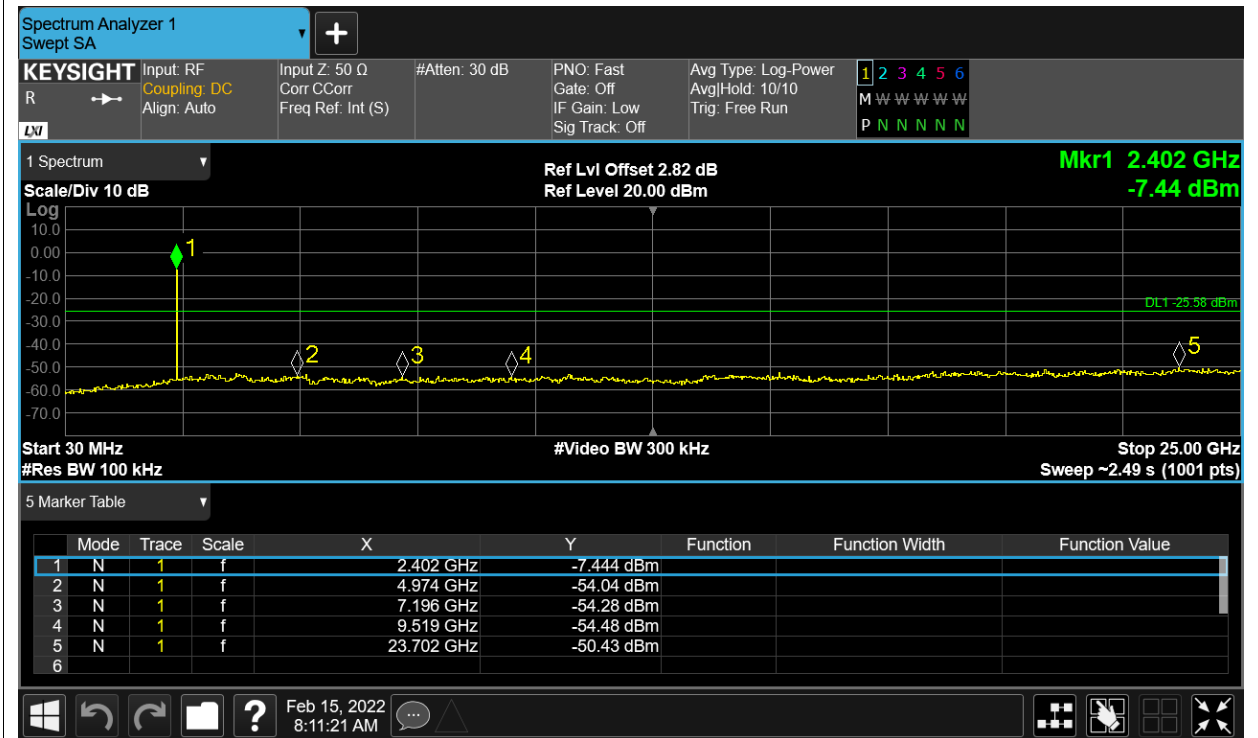 Spectrum Analyzer 1
Swept SA
+
KEYSIGHT
R
LXI
Input: RF
Coupling: DC
Align: Auto
Input Z: 50 Ω
Corr CCorr
Freq Ref: Int (S)
#Atten: 30 dB
PNO: Fast
Gate: Off
IF Gain: Low
Sig Track: Off
Avg Type: Log-Power
Avg|Hold: 10/10
Trig: Free Run
1 2 3 4 5 6
M W W W W W
P N N N N N
1 Spectrum
Scale/Div 10 dB
Ref Lvl Offset 2.82 dB
Ref Level 20.00 dBm
Mkr1 2.402 GHz
-7.44 dBm
Log
10.0
0.00
-10.0
-20.0
-30.0
-40.0
-50.0
-60.0
-70.0
1
2
3
4
5
DL1 -25.58 dBm
Start 30 MHz
#Res BW 100 kHz
#Video BW 300 kHz
Stop 25.00 GHz
Sweep ~2.49 s (1001 pts)
5 Marker Table
Mode Trace Scale X Y Function Function Width Function Value
1 N 1 f 2.402 GHz -7.444 dBm
2 N 1 f 4.974 GHz -54.04 dBm
3 N 1 f 7.196 GHz -54.28 dBm
4 N 1 f 9.519 GHz -54.48 dBm
5 N 1 f 23.702 GHz -50.43 dBm
6
?
Feb 15, 2022
8:11:21 AM